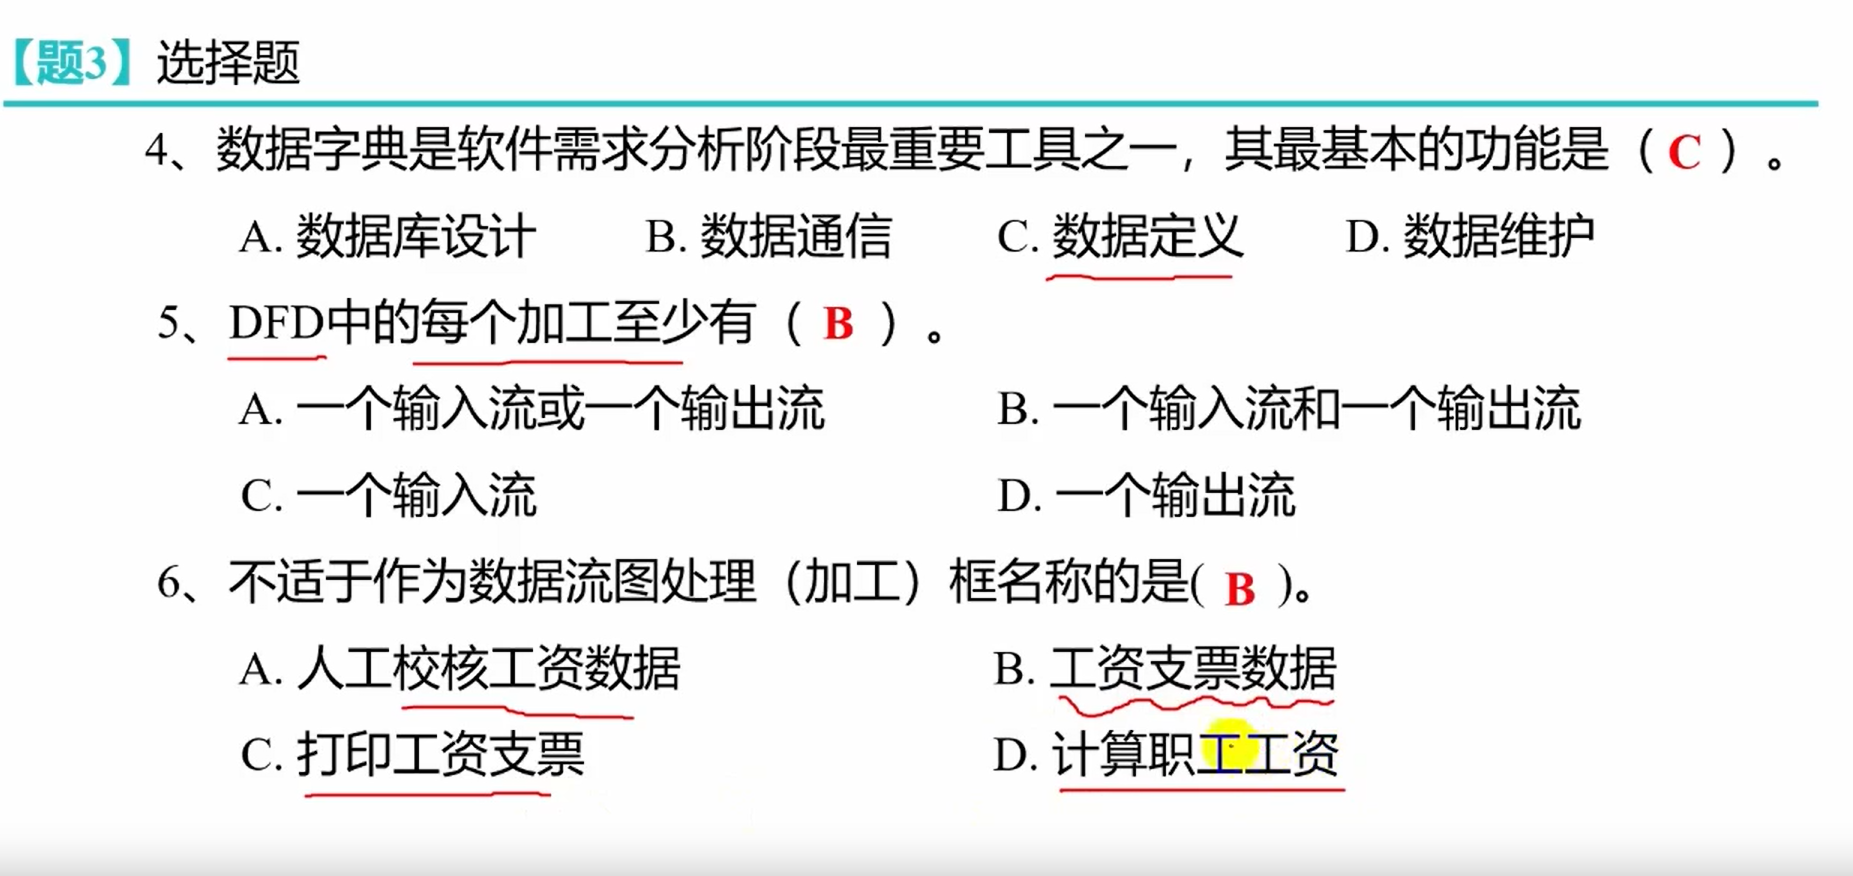 【题3】选择题
4、数据字典是软件需求分析阶段最重要工具之一，其最基本的功能是（ C ）。
A. 数据库设计 B. 数据通信 C. 数据定义 D. 数据维护
5、DFD中的每个加工至少有（ B ）。
A. 一个输入流或一个输出流 B. 一个输入流和一个输出流
C. 一个输入流 D. 一个输出流
6、不适于作为数据流图处理（加工）框名称的是( B )。
A. 人工校核工资数据 B. 工资支票数据
C. 打印工资支票 D. 计算职工工资